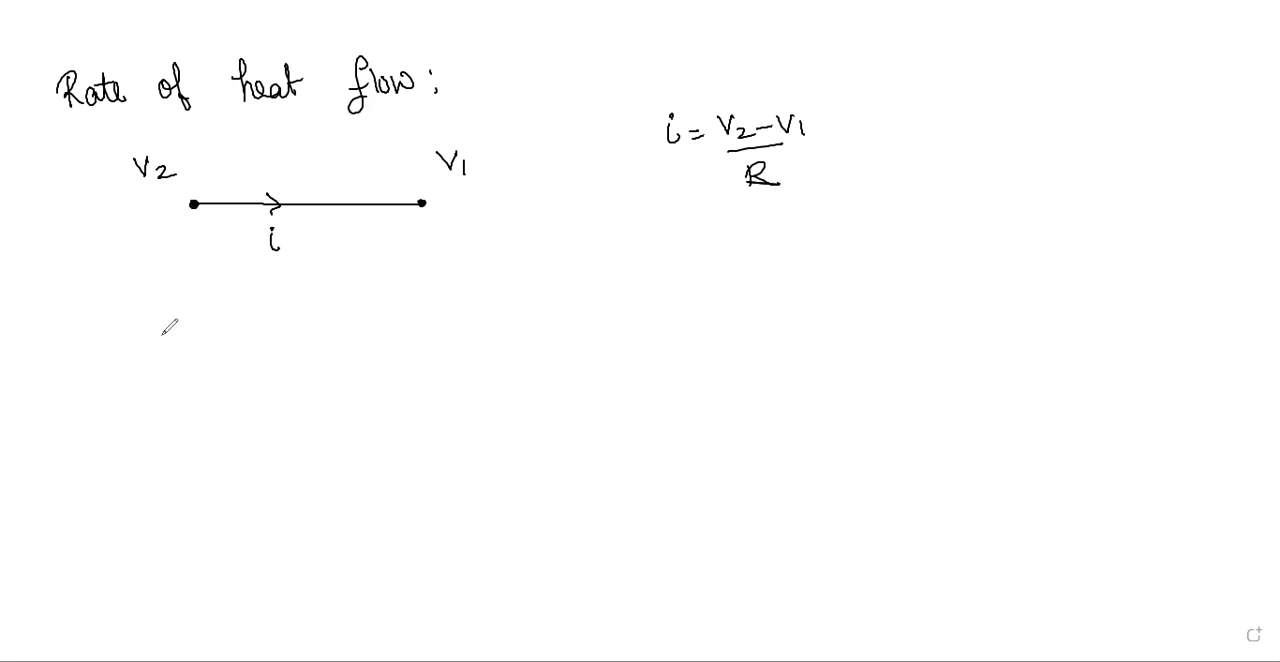 Rate of heat flow:
V2 V1
i
i = V2-V1
R